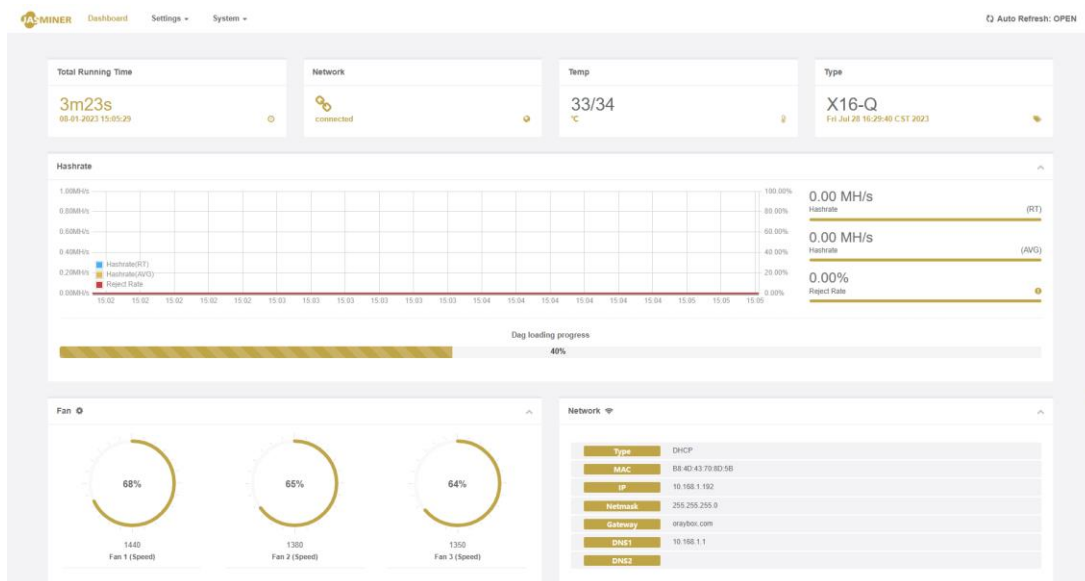 JASMINER Dashboard Settings System Auto Refresh: OPEN
Total Running Time
3m23s
08-01-2023 15:05:29
Network
connected
Temp
33/34
℃
Type
X16-Q
Fri Jul 28 16:29:40 CST 2023
Hashrate
1.00MH/s
0.80MH/s
0.60MH/s
0.40MH/s
0.20MH/s
0.00MH/s
Hashrate(RT)
Hashrate(AVG)
Reject Rate
100.00%
80.00%
60.00%
40.00%
20.00%
0.00%
15:02 15:02 15:02 15:02 15:02 15:03 15:03 15:03 15:03 15:03 15:03 15:04 15:04 15:04 15:04 15:04 15:04 15:05 15:05 15:05
0.00 MH/s
Hashrate (RT)
0.00 MH/s
Hashrate (AVG)
0.00%
Reject Rate
Dag loading progress
40%
Fan
68% 65% 64%
1440 1380 1350
Fan 1 (Speed) Fan 2 (Speed) Fan 3 (Speed)
Network
Type DHCP
MAC B8:4D:43:70:8D:5B
IP 10.168.1.192
Netmask 255.255.255.0
Gateway oraybox.com
DNS1 10.168.1.1
DNS2